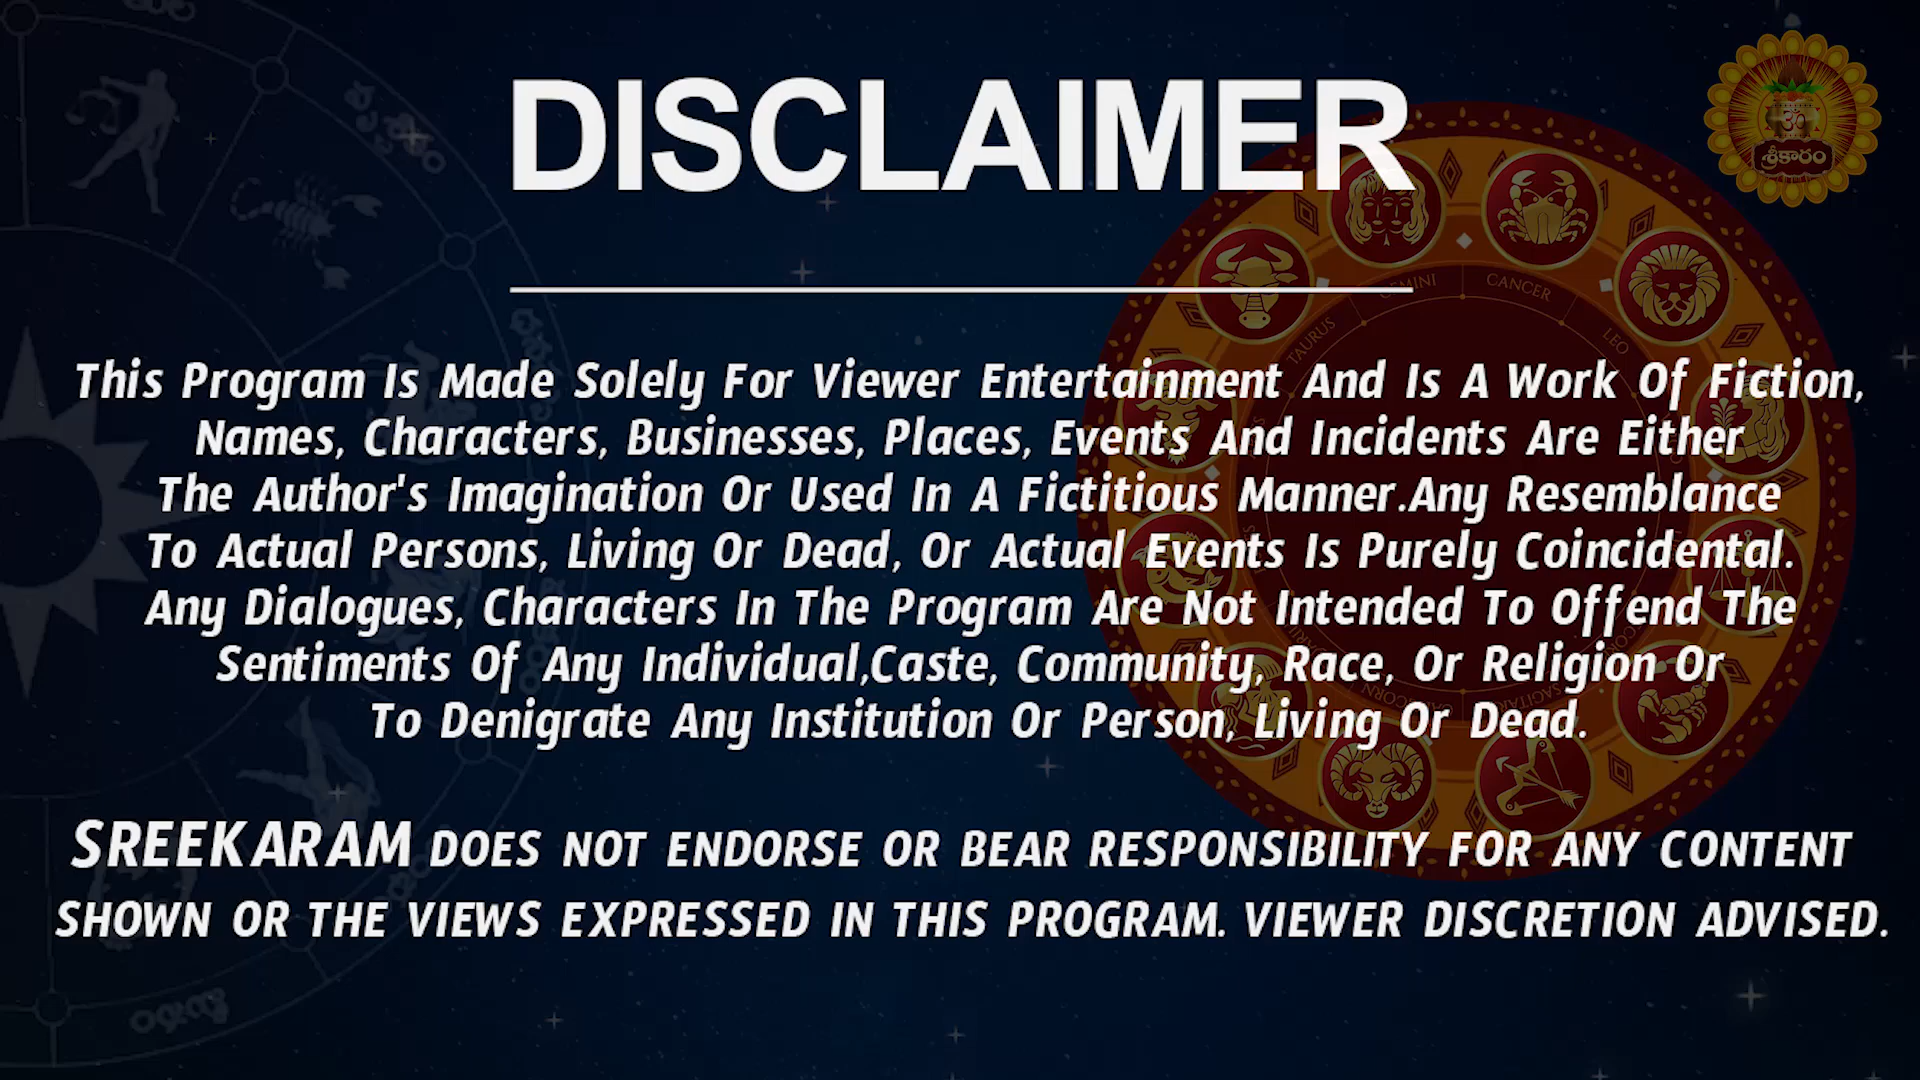 DISCLAIMER
శ్రీకారం
GEMINI
CANCER
TAURUS
LEO
This Program Is Made Solely For Viewer Entertainment And Is A Work Of Fiction,
Names, Characters, Businesses, Places, Events And Incidents Are Either
The Author's Imagination Or Used In A Fictitious Manner.Any Resemblance
To Actual Persons, Living Or Dead, Or Actual Events Is Purely Coincidental.
Any Dialogues, Characters In The Program Are Not Intended To Offend The
Sentiments Of Any Individual,Caste, Community, Race, Or Religion Or
To Denigrate Any Institution Or Person, Living Or Dead.
SREEKARAM DOES NOT ENDORSE OR BEAR RESPONSIBILITY FOR ANY CONTENT
SHOWN OR THE VIEWS EXPRESSED IN THIS PROGRAM. VIEWER DISCRETION ADVISED.